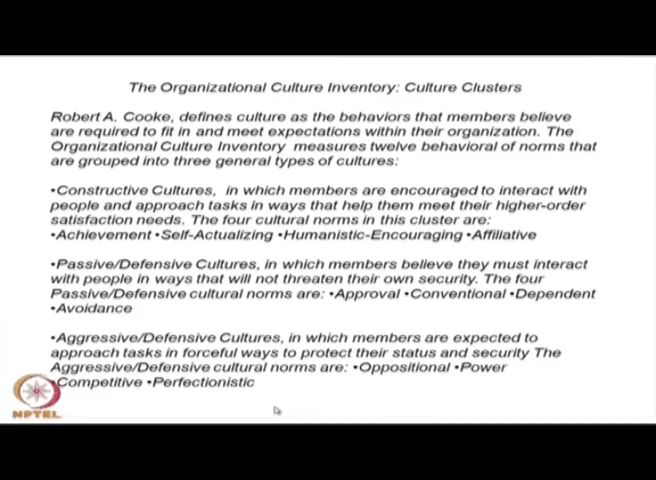 The Organizational Culture Inventory: Culture Clusters
Robert A. Cooke, defines culture as the behaviors that members believe
are required to fit in and meet expectations within their organization. The
Organizational Culture Inventory measures twelve behavioral of norms that
are grouped into three general types of cultures:
•Constructive Cultures, in which members are encouraged to interact with
people and approach tasks in ways that help them meet their higher-order
satisfaction needs. The four cultural norms in this cluster are:
•Achievement •Self-Actualizing •Humanistic-Encouraging •Affiliative
•Passive/Defensive Cultures, in which members believe they must interact
with people in ways that will not threaten their own security. The four
Passive/Defensive cultural norms are: •Approval •Conventional •Dependent
•Avoidance
•Aggressive/Defensive Cultures, in which members are expected to
approach tasks in forceful ways to protect their status and security The
Aggressive/Defensive cultural norms are: •Oppositional •Power
•Competitive •Perfectionistic
NPTEL